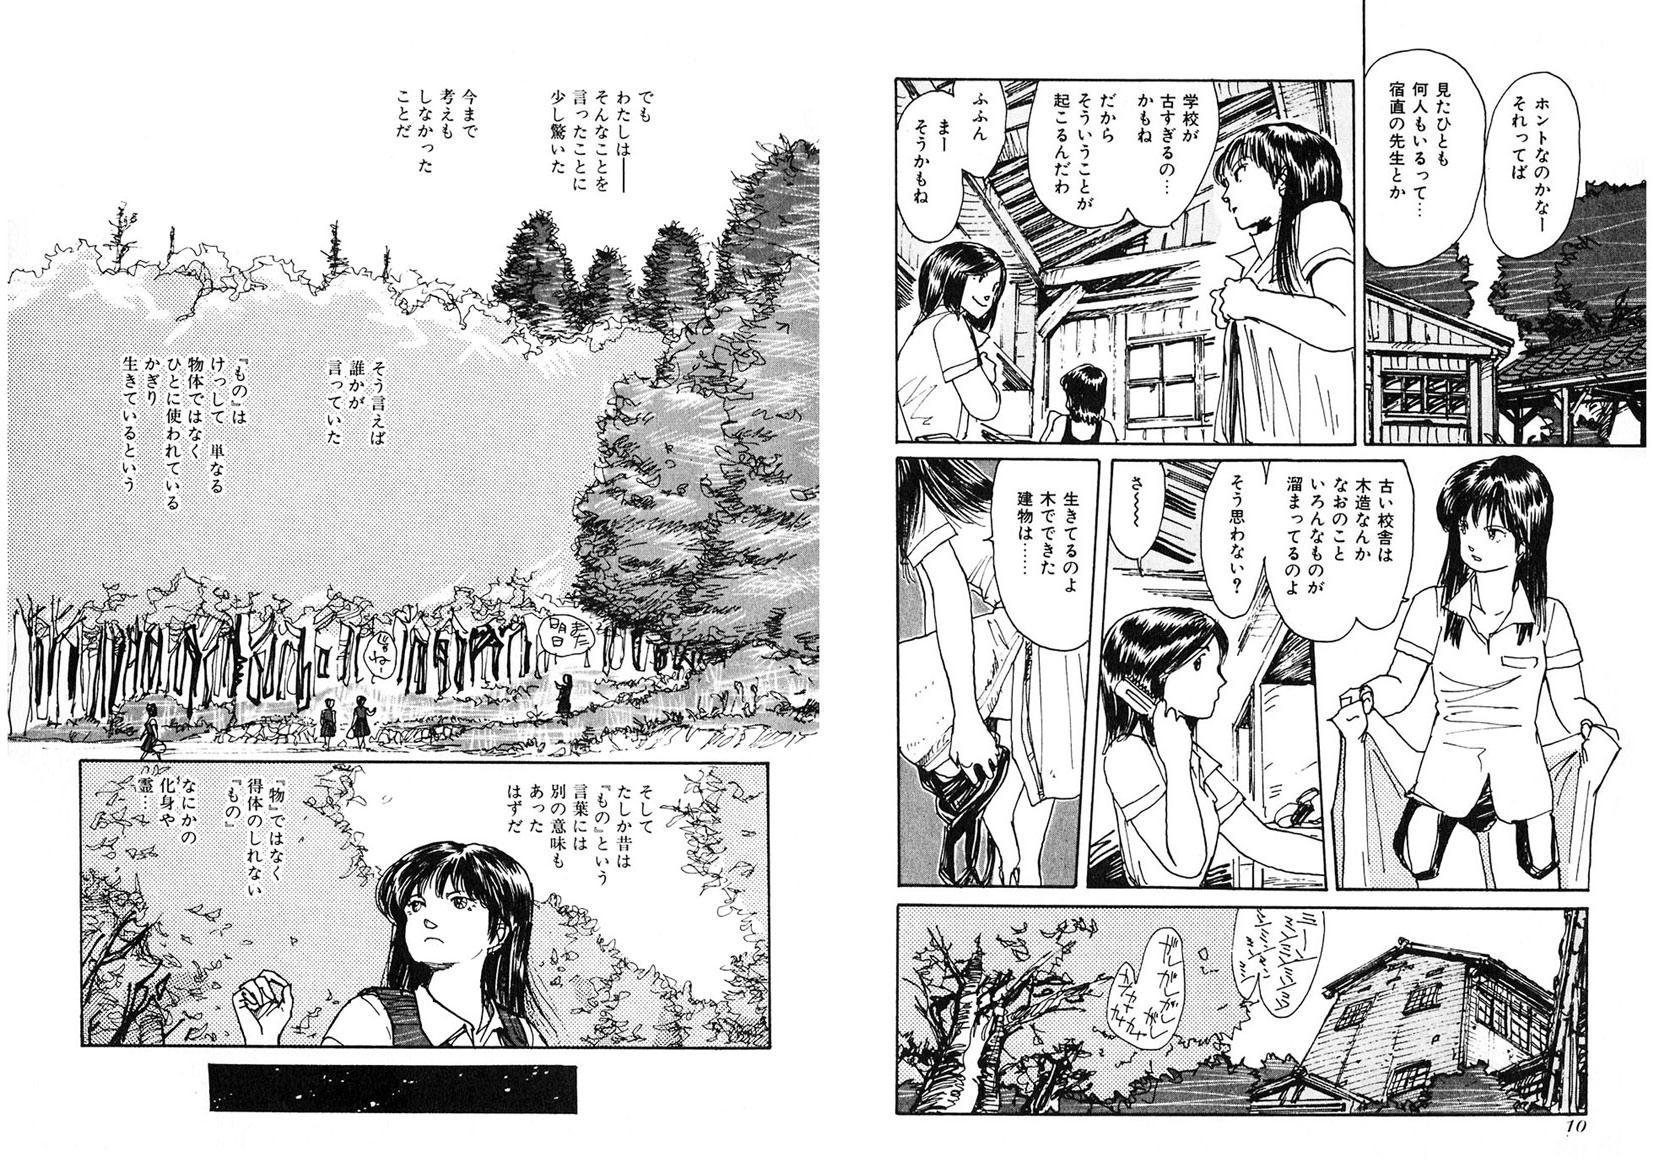 ホントなのかなー
それってば
見たひとも
何人もいるって…
宿直の先生とか
学校が
古すぎるの…
かもね
だから
そういうことが
起こるんだわ
ふふん
まー
そうかもね
古い校舎は
木造なんか
なおのこと
いろんなものが
溜まってるのよ
そう思わない?
さ〜〜〜
生きてるのよ
木でできた
建物は……
10
でも
わたしは——
そんなことを
言ったことに
少し驚いた
今まで
考えも
しなかった
ことだ
そう言えば
誰かが
言っていた
『もの』は
けっして 単なる
物体ではなく
ひとに使われている
かぎり
生きているという
また
明日
そして
たしか昔は
『もの』という
言葉には
別の意味も
あった
はずだ
『物』ではなく
得体のしれない
『もの』
なにかの
化身や
霊…